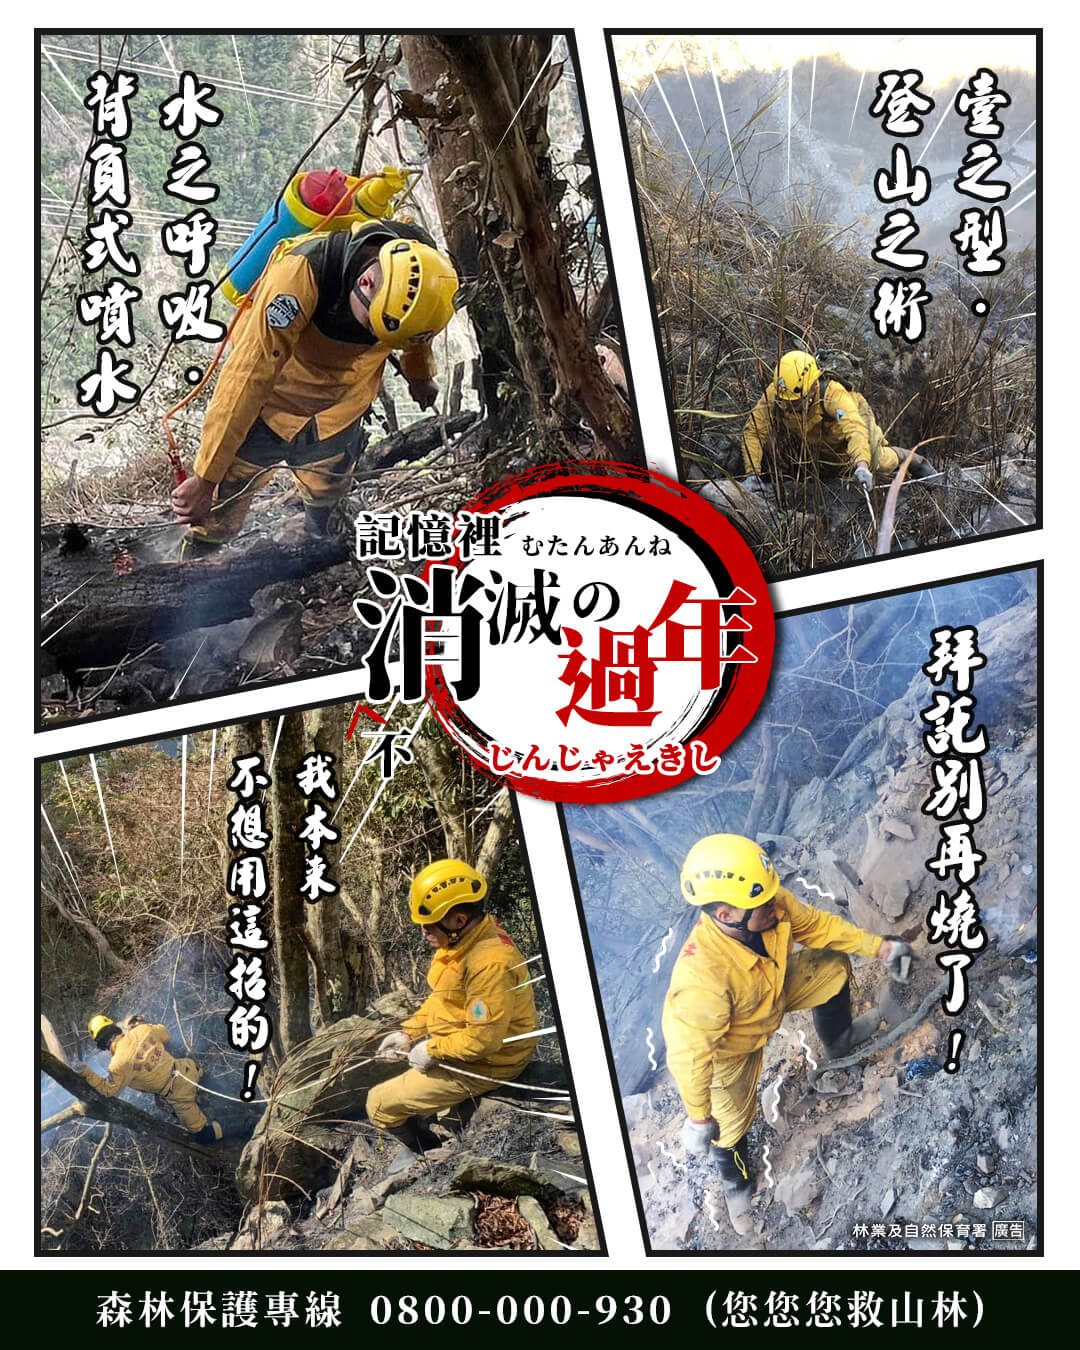 水之呼吸・
背負式噴水
臺之型・
登山之術
記憶裡
むたんあんね
消滅の過年
不
じんじゃえきし
我本來
不想用這招的！
拜託別再燒了！
林業及自然保育署 廣告
森林保護專線 0800-000-930 (您您您救山林)